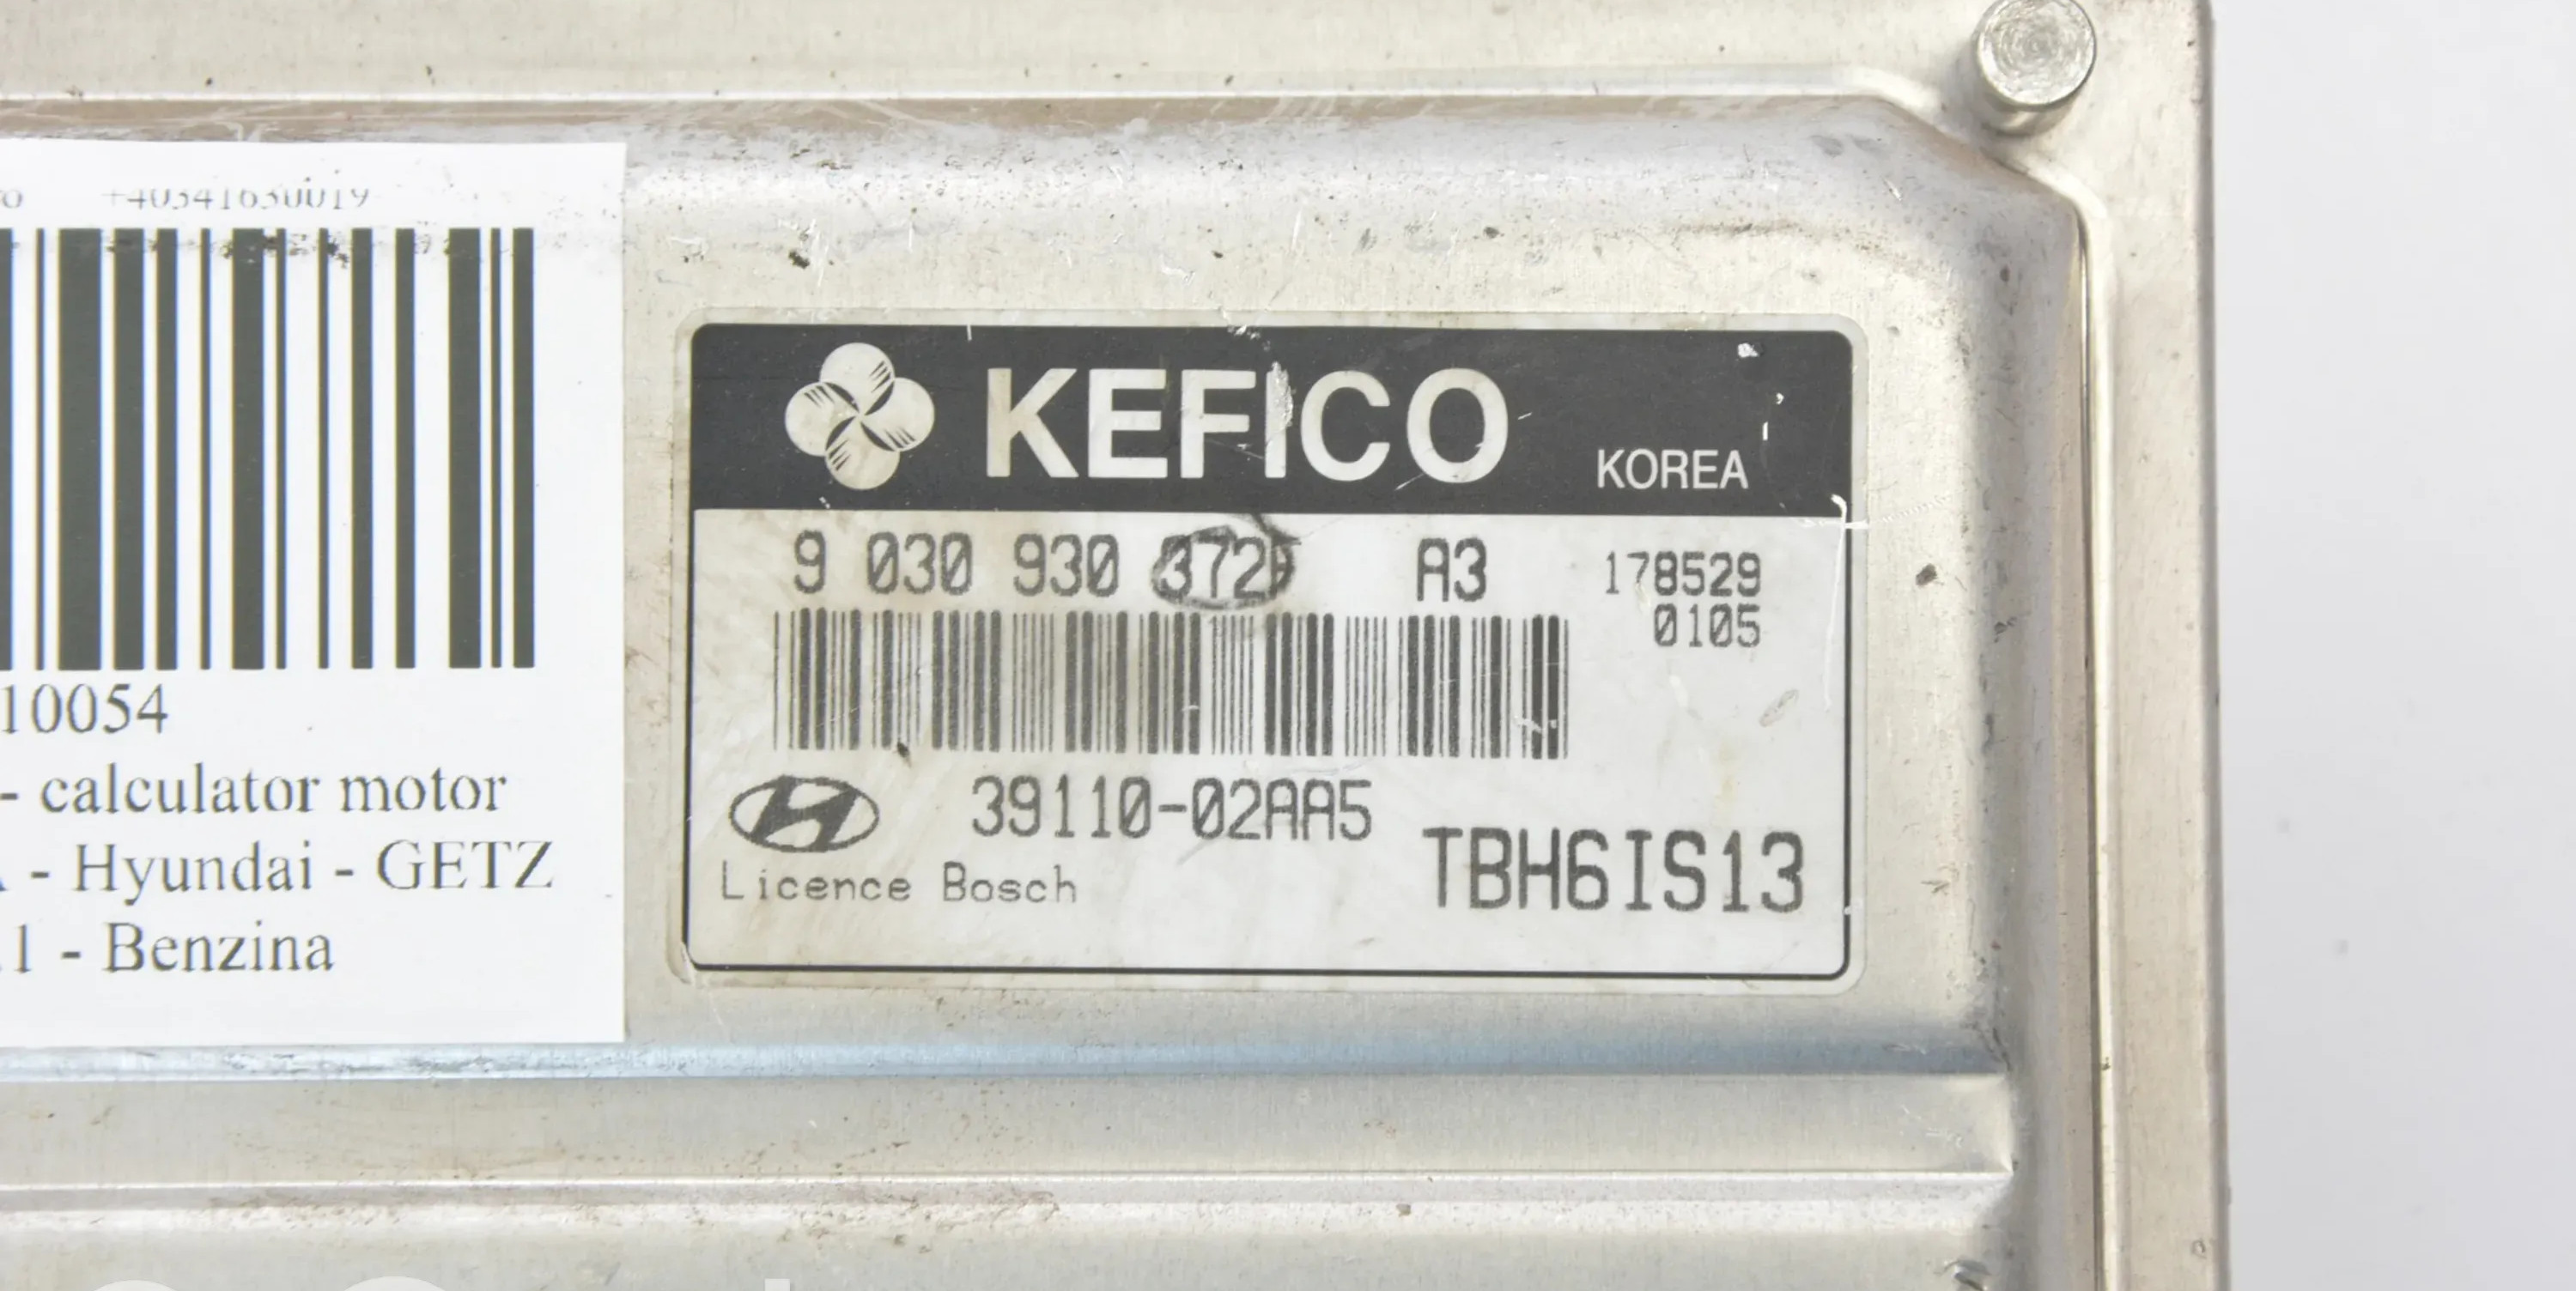 +40341630019
10054
- calculator motor
- Hyundai - GETZ
.1 - Benzina
KEFICO KOREA
9 030 930 372F A3 178529
0105
39110-02AA5
TBH6IS13
Licence Bosch